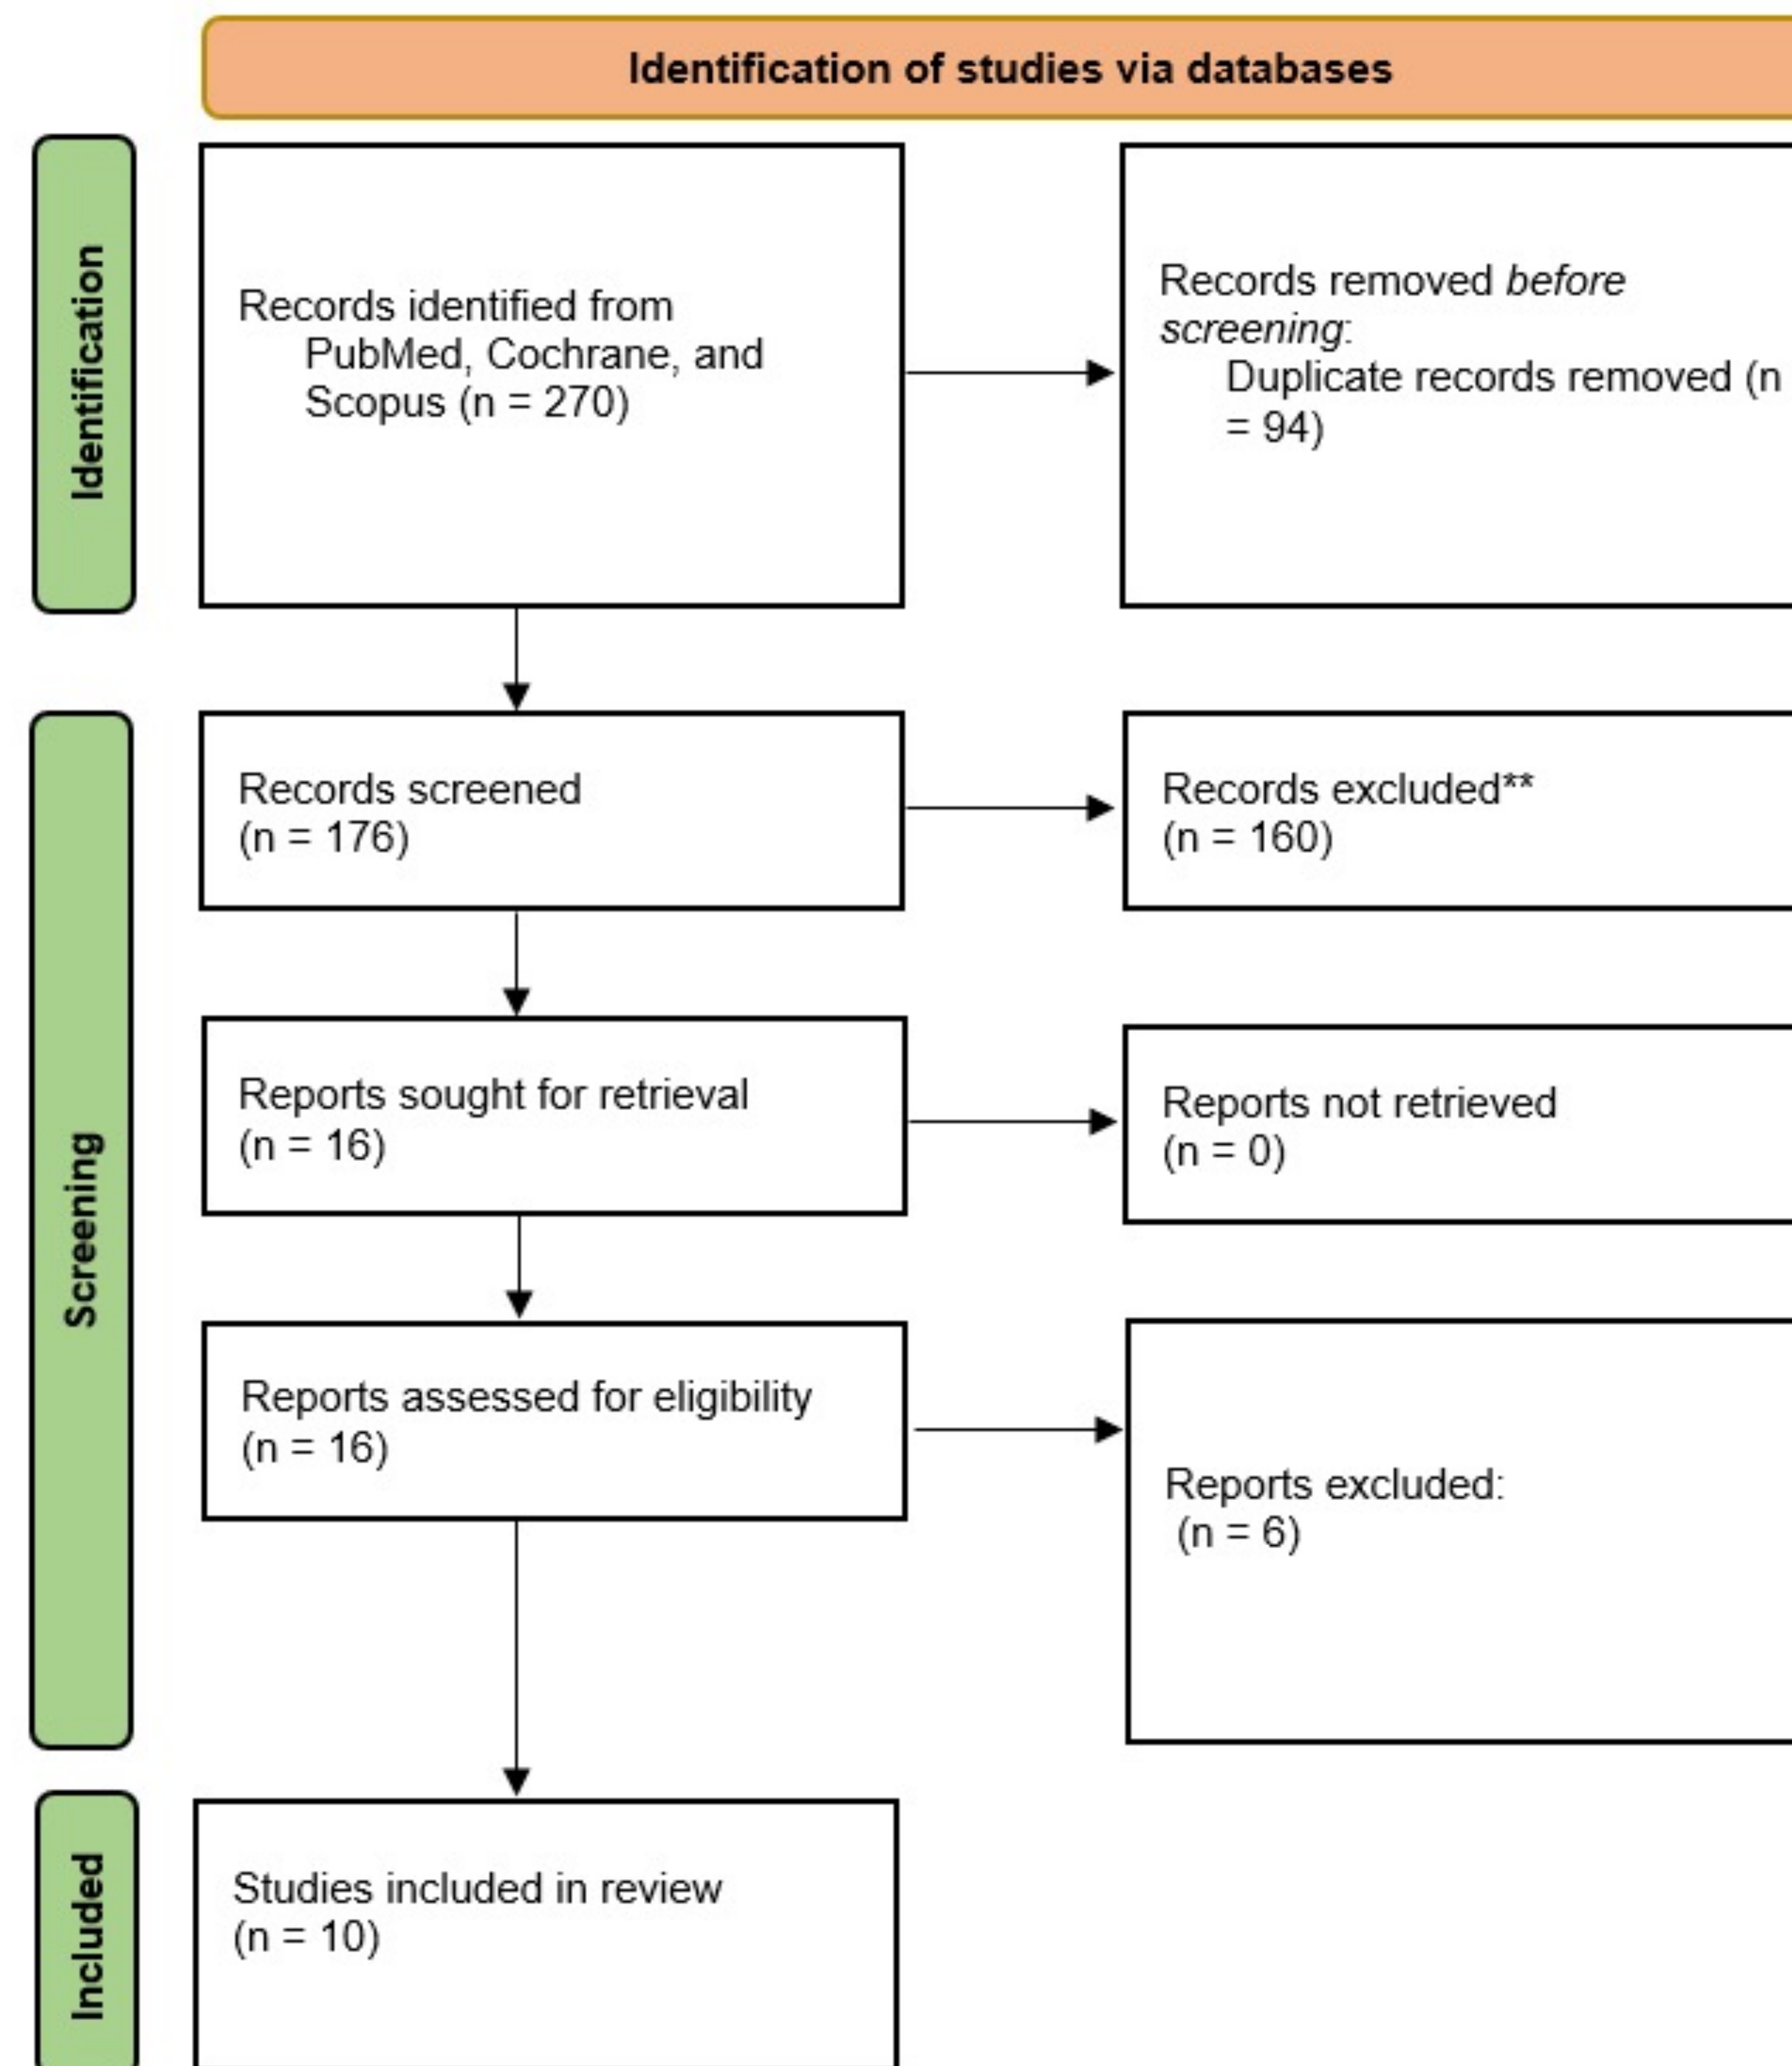 Identification of studies via databases
Identification
Records identified from
PubMed, Cochrane, and
Scopus (n = 270)
Records removed before
screening:
Duplicate records removed (n
= 94)
Screening
Records screened
(n = 176)
Records excluded**
(n = 160)
Reports sought for retrieval
(n = 16)
Reports not retrieved
(n = 0)
Reports assessed for eligibility
(n = 16)
Reports excluded:
(n = 6)
Included
Studies included in review
(n = 10)